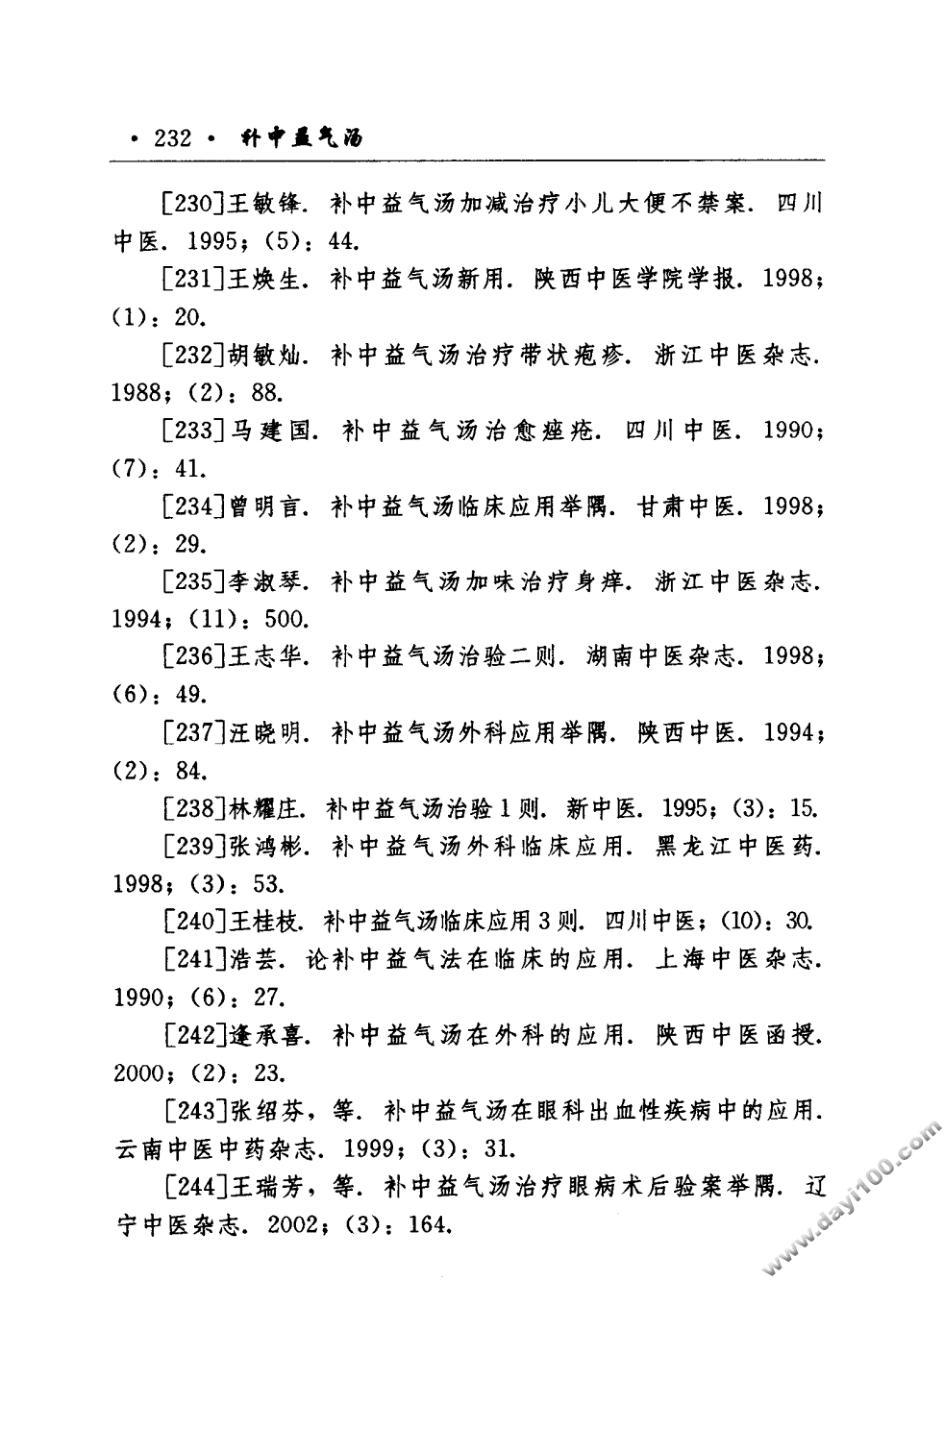 · 232 · 补中益气汤
[230]王敏锋. 补中益气汤加减治疗小儿大便不禁案. 四川
中医. 1995; (5): 44.
[231]王焕生. 补中益气汤新用. 陕西中医学院学报. 1998;
(1): 20.
[232]胡敏灿. 补中益气汤治疗带状疱疹. 浙江中医杂志.
1988; (2): 88.
[233]马建国. 补中益气汤治愈痤疮. 四川中医. 1990;
(7): 41.
[234]曾明言. 补中益气汤临床应用举隅. 甘肃中医. 1998;
(2): 29.
[235]李淑琴. 补中益气汤加味治疗身痒. 浙江中医杂志.
1994; (11): 500.
[236]王志华. 补中益气汤治验二则. 湖南中医杂志. 1998;
(6): 49.
[237]汪晓明. 补中益气汤外科应用举隅. 陕西中医. 1994;
(2): 84.
[238]林耀庄. 补中益气汤治验1则. 新中医. 1995; (3): 15.
[239]张鸿彬. 补中益气汤外科临床应用. 黑龙江中医药.
1998; (3): 53.
[240]王桂枝. 补中益气汤临床应用3则. 四川中医; (10): 30.
[241]浩芸. 论补中益气法在临床的应用. 上海中医杂志.
1990; (6): 27.
[242]逄承喜. 补中益气汤在外科的应用. 陕西中医函授.
2000; (2): 23.
[243]张绍芬, 等. 补中益气汤在眼科出血性疾病中的应用.
云南中医中药杂志. 1999; (3): 31.
[244]王瑞芳, 等. 补中益气汤治疗眼病术后验案举隅. 辽
宁中医杂志. 2002; (3): 164.
www.dayi100.com